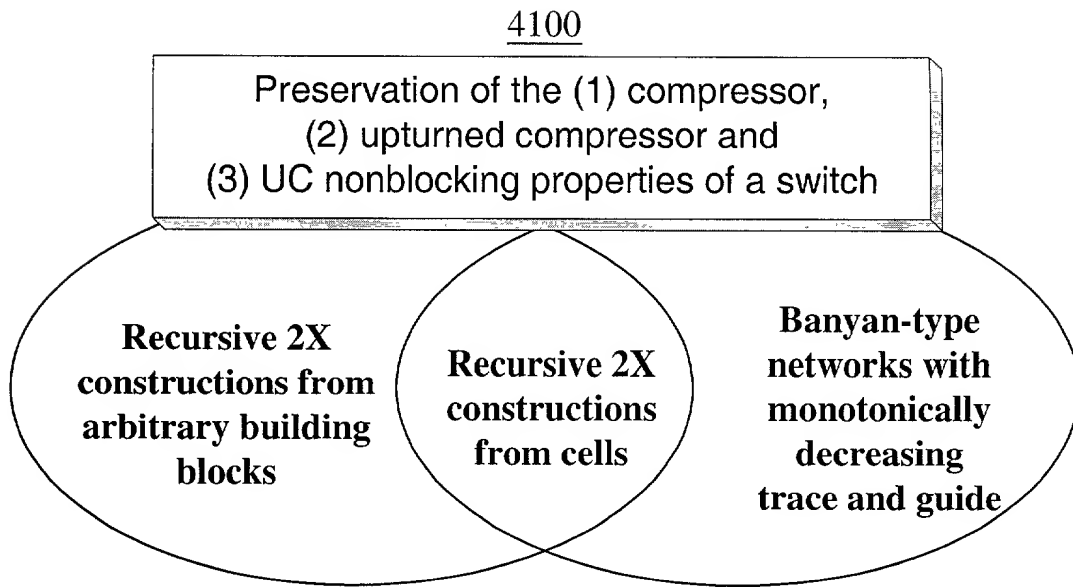 4100
Preservation of the (1) compressor,
(2) upturned compressor and
(3) UC nonblocking properties of a switch
Recursive 2X
constructions from
arbitrary building
blocks
Recursive 2X
constructions
from cells
Banyan-type
networks with
monotonically
decreasing
trace and guide